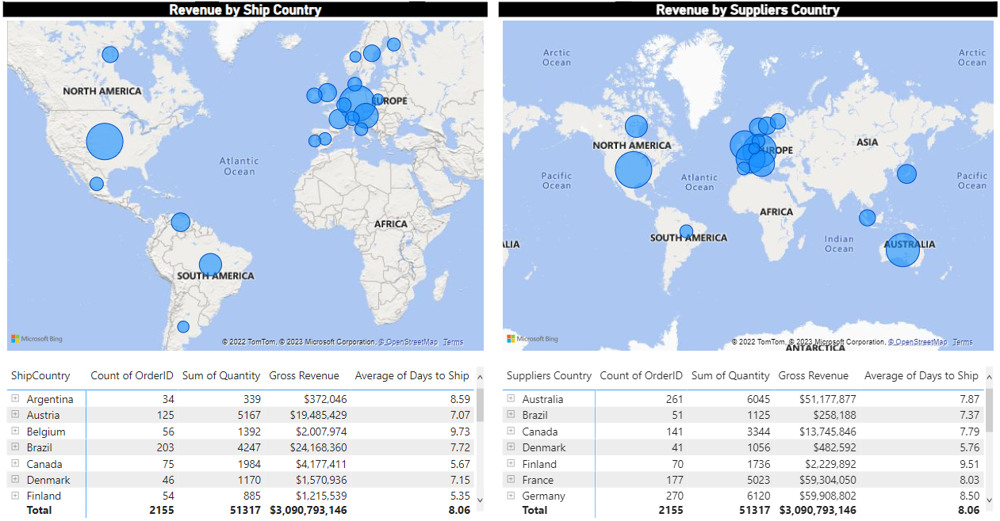 Revenue by Ship Country
NORTH AMERICA
EUROPE
Atlantic
Ocean
AFRICA
SOUTH AMERICA
Microsoft Bing
© 2022 TomTom, © 2023 Microsoft Corporation, © OpenStreetMap Terms
ShipCountry Count of OrderID Sum of Quantity Gross Revenue Average of Days to Ship
Argentina 34 339 $372,046 8.59
Austria 125 5167 $19,485,429 7.07
Belgium 56 1392 $2,007,974 9.73
Brazil 203 4247 $24,168,360 7.72
Canada 75 1984 $4,177,411 5.67
Denmark 46 1170 $1,570,936 7.15
Finland 54 885 $1,215,539 5.35
Total 2155 51317 $3,090,793,146 8.06
Revenue by Suppliers Country
Arctic
Ocean
Arctic
Ocean
NORTH AMERICA
EUROPE
ASIA
Pacific
Ocean
Atlantic
Ocean
Pacific
Ocean
AFRICA
SOUTH AMERICA
Indian
Ocean
ALIA
AUSTRALIA
Microsoft Bing
© 2022 TomTom, © 2023 Microsoft Corporation, © OpenStreetMap Terms
ANTARCTICA
Suppliers Country Count of OrderID Sum of Quantity Gross Revenue Average of Days to Ship
Australia 261 6045 $51,177,877 7.87
Brazil 51 1125 $258,188 7.37
Canada 141 3344 $13,745,846 7.79
Denmark 41 1056 $482,592 5.76
Finland 70 1736 $2,229,892 9.51
France 177 5023 $59,304,050 8.03
Germany 270 6120 $59,908,802 8.50
Total 2155 51317 $3,090,793,146 8.06